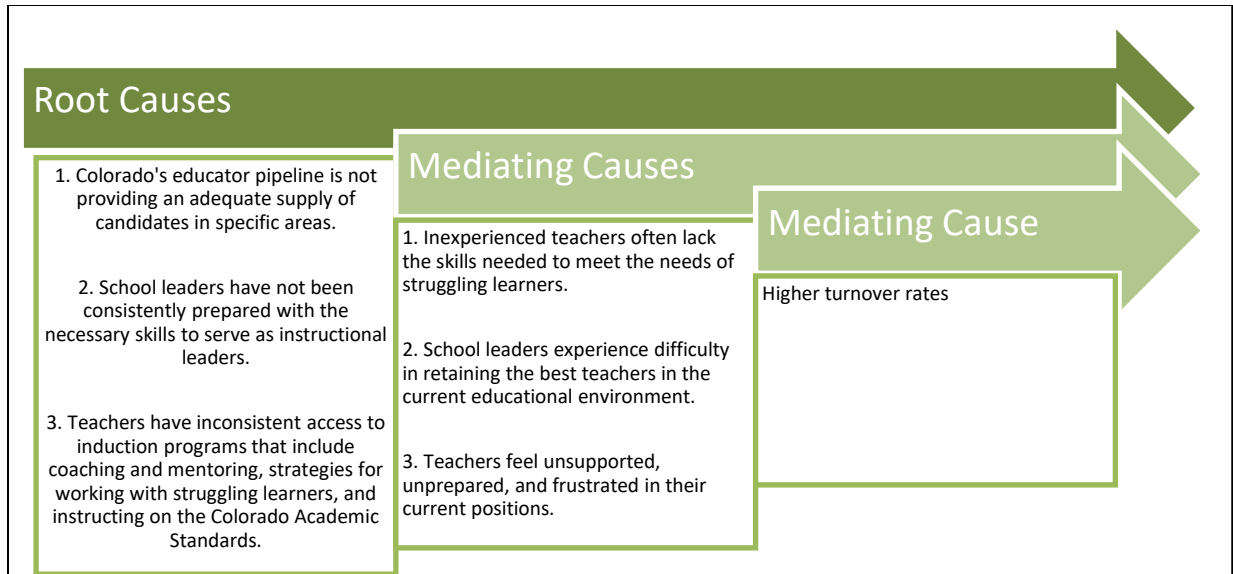 Root Causes
1. Colorado's educator pipeline is not
providing an adequate supply of
candidates in specific areas.
2. School leaders have not been
consistently prepared with the
necessary skills to serve as instructional
leaders.
3. Teachers have inconsistent access to
induction programs that include
coaching and mentoring, strategies for
working with struggling learners, and
instructing on the Colorado Academic
Standards.
Mediating Causes
1. Inexperienced teachers often lack
the skills needed to meet the needs of
struggling learners.
2. School leaders experience difficulty
in retaining the best teachers in the
current educational environment.
3. Teachers feel unsupported,
unprepared, and frustrated in their
current positions.
Mediating Cause
Higher turnover rates